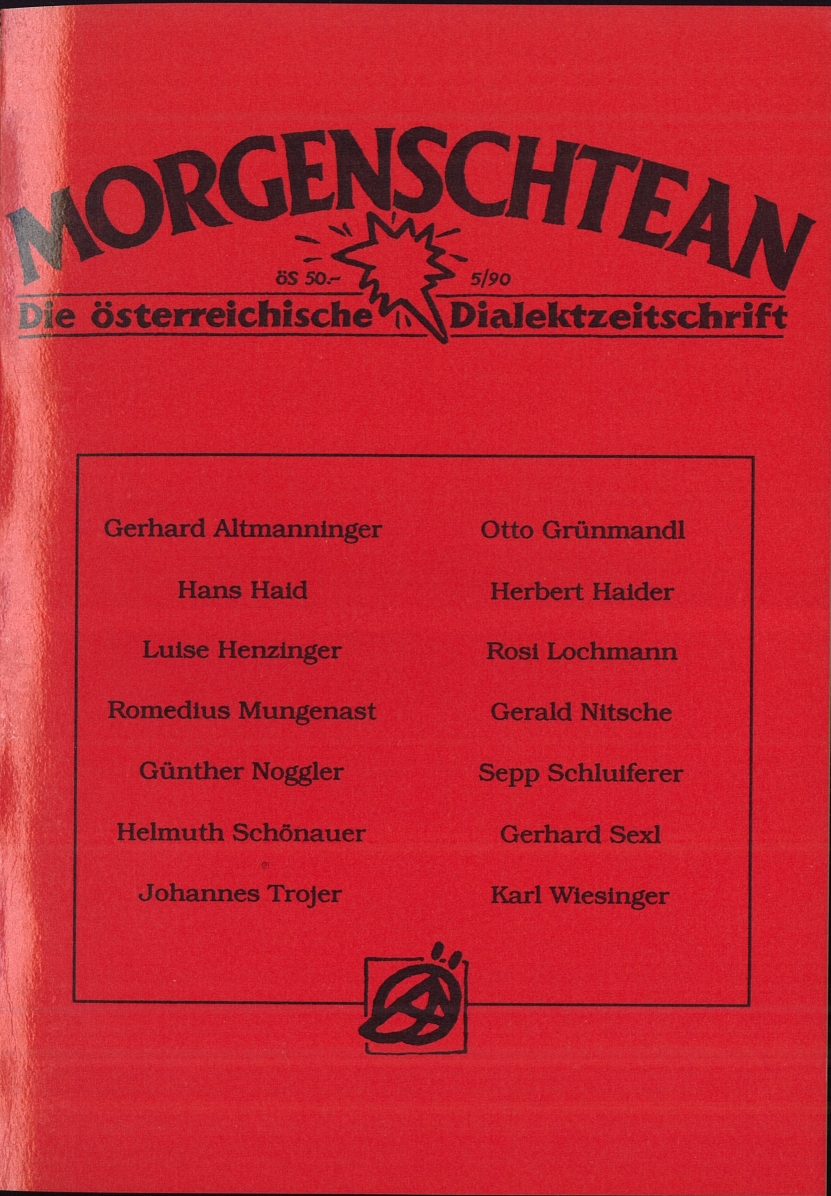 MORGENSCHTEAN
öS 50.- 5/90
Die österreichische Dialektzeitschrift
Gerhard Altmanninger
Hans Haid
Luise Henzinger
Romedius Mungenast
Günther Noggler
Helmuth Schönauer
Johannes Trojer
Otto Grünmandl
Herbert Haider
Rosi Lochmann
Gerald Nitsche
Sepp Schluiferer
Gerhard Sexl
Karl Wiesinger